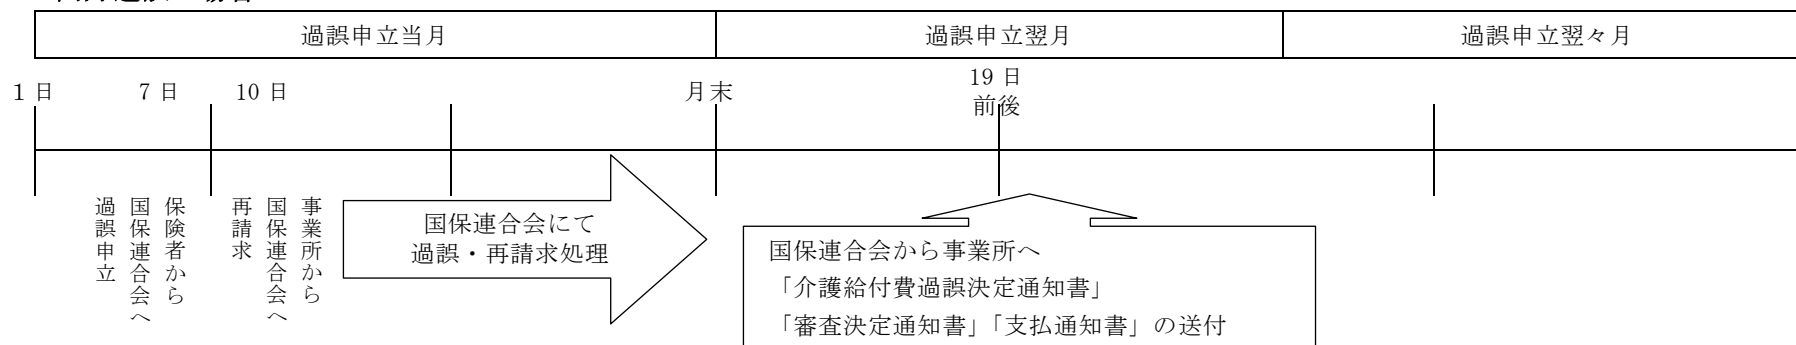 過誤申立当月
過誤申立翌月
過誤申立翌々月
1日
7日
10日
月末
19日
前後
保険者から
国保連合会へ
過誤申立
事業所から
国保連合会へ
再請求
国保連合会にて
過誤・再請求処理
国保連合会から事業所へ
「介護給付費過誤決定通知書」
「審査決定通知書」「支払通知書」の送付